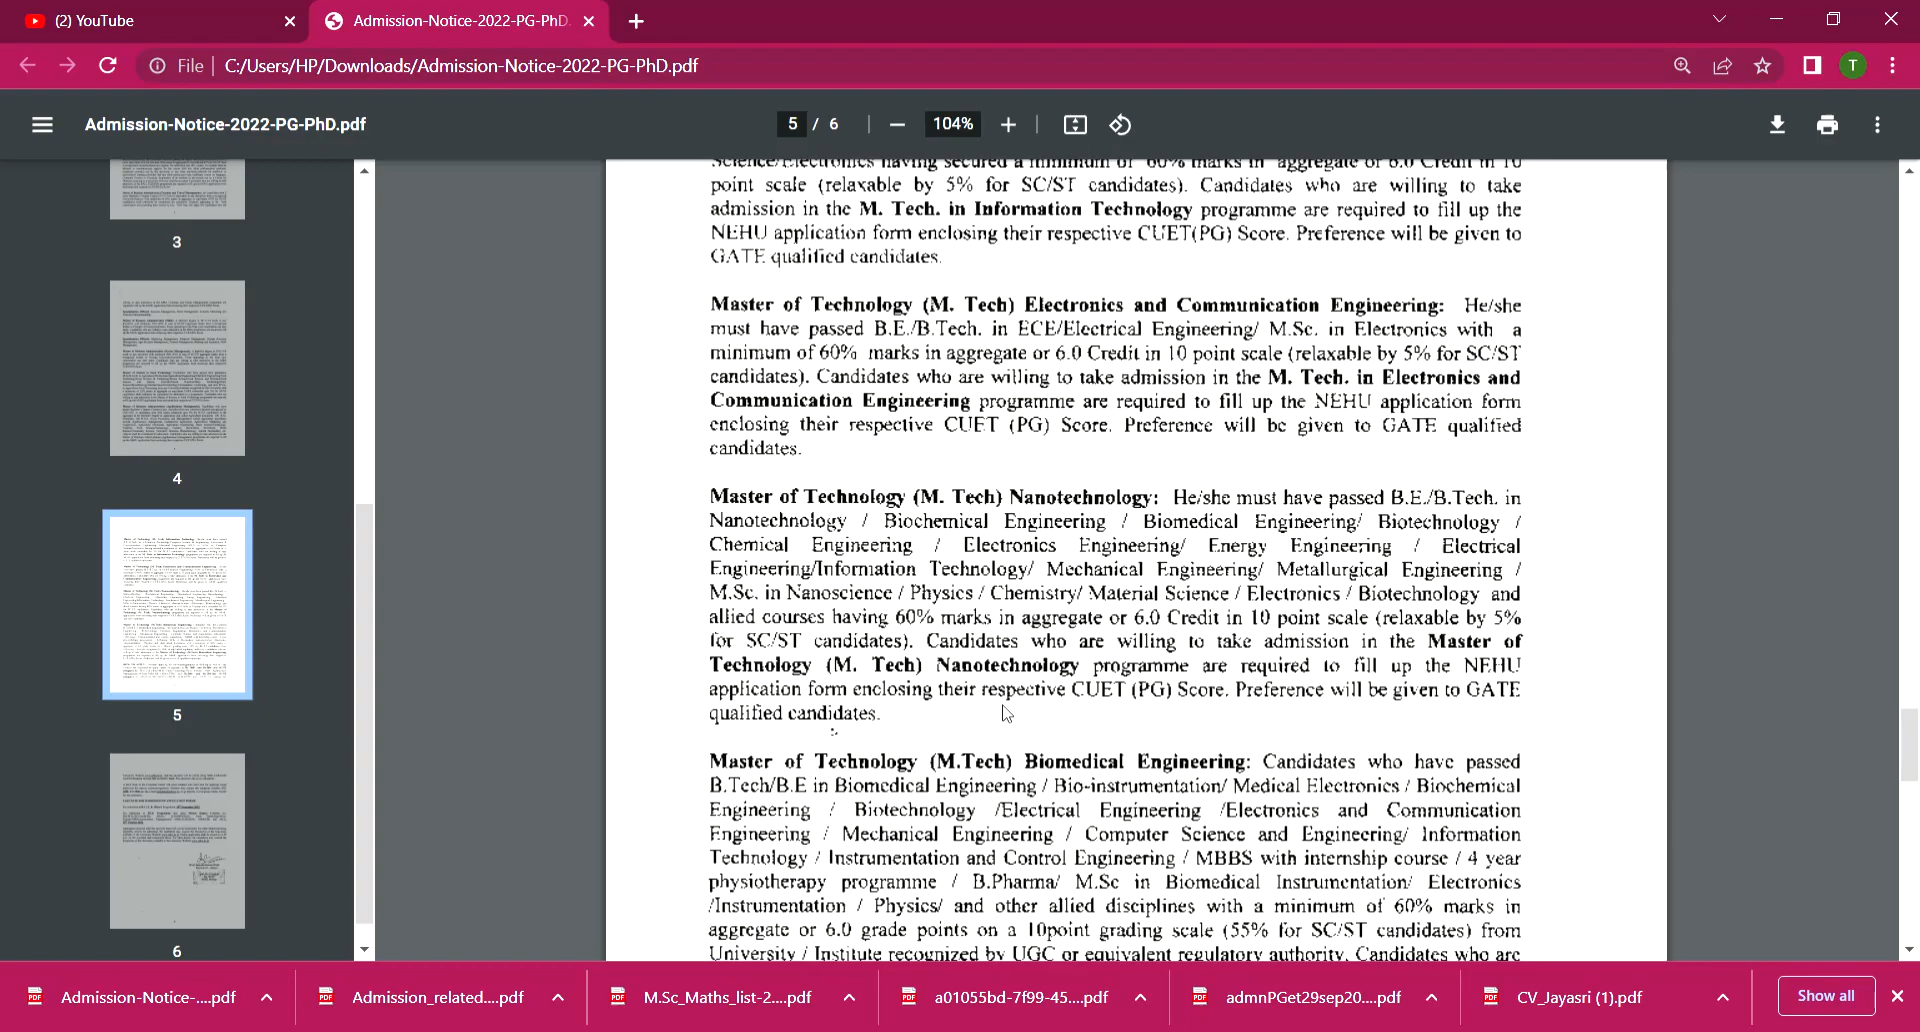 (2) YouTube
Admission-Notice-2022-PG-PhD
File
C:/Users/HP/Downloads/Admission-Notice-2022-PG-PhD.pdf
T
Admission-Notice-2022-PG-PhD.pdf
5 / 6
104%
3
4
5
6
Science/Electronics having secured a minimum of 60% marks in aggregate or 6.0 Credit in 10
point scale (relaxable by 5% for SC/ST candidates). Candidates who are willing to take
admission in the M. Tech. in Information Technology programme are required to fill up the
NEHU application form enclosing their respective CUET(PG) Score. Preference will be given to
GATE qualified candidates.
Master of Technology (M. Tech) Electronics and Communication Engineering: He/she
must have passed B.E./B.Tech. in ECE/Electrical Engineering/ M.Sc. in Electronics with a
minimum of 60% marks in aggregate or 6.0 Credit in 10 point scale (relaxable by 5% for SC/ST
candidates). Candidates who are willing to take admission in the M. Tech. in Electronics and
Communication Engineering programme are required to fill up the NEHU application form
enclosing their respective CUET (PG) Score. Preference will be given to GATE qualified
candidates.
Master of Technology (M. Tech) Nanotechnology: He/she must have passed B.E./B.Tech. in
Nanotechnology / Biochemical Engineering / Biomedical Engineering/ Biotechnology /
Chemical Engineering / Electronics Engineering/ Energy Engineering / Electrical
Engineering/Information Technology/ Mechanical Engineering/ Metallurgical Engineering /
M.Sc. in Nanoscience / Physics / Chemistry/ Material Science / Electronics / Biotechnology and
allied courses having 60% marks in aggregate or 6.0 Credit in 10 point scale (relaxable by 5%
for SC/ST candidates). Candidates who are willing to take admission in the Master of
Technology (M. Tech) Nanotechnology programme are required to fill up the NEHU
application form enclosing their respective CUET (PG) Score. Preference will be given to GATE
qualified candidates.
Master of Technology (M.Tech) Biomedical Engineering: Candidates who have passed
B.Tech/B.E in Biomedical Engineering / Bio-instrumentation/ Medical Electronics / Biochemical
Engineering / Biotechnology /Electrical Engineering /Electronics and Communication
Engineering / Mechanical Engineering / Computer Science and Engineering/ Information
Technology / Instrumentation and Control Engineering / MBBS with internship course / 4 year
physiotherapy programme / B.Pharma/ M.Sc in Biomedical Instrumentation/ Electronics
/Instrumentation / Physics/ and other allied disciplines with a minimum of 60% marks in
aggregate or 6.0 grade points on a 10point grading scale (55% for SC/ST candidates) from
University / Institute recognized by UGC or equivalent regulatory authority. Candidates who are
Admission-Notice-....pdf
Admission_related....pdf
M.Sc_Maths_list-2....pdf
a01055bd-7f99-45....pdf
admnPGet29sep20....pdf
CV_Jayasri (1).pdf
Show all